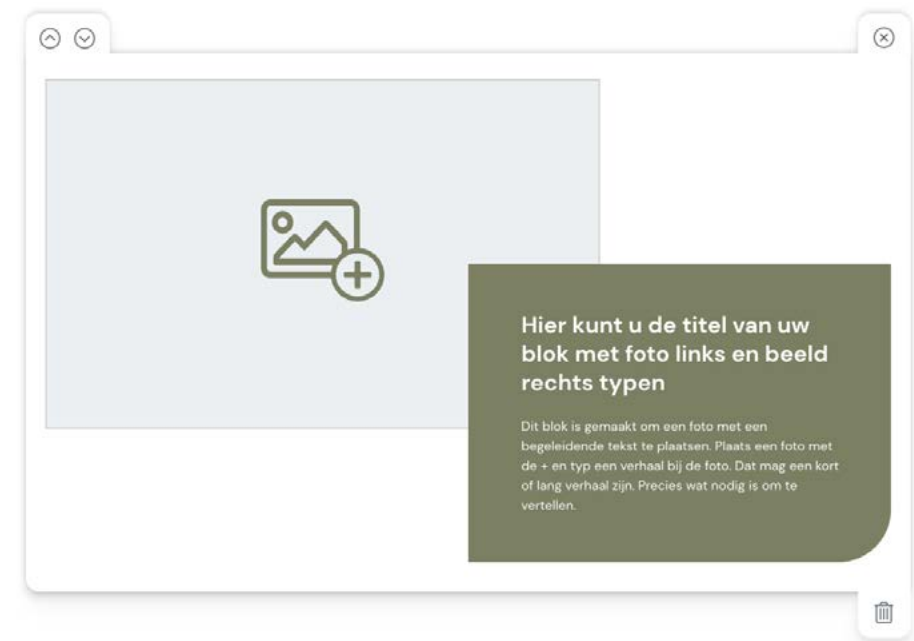 Hier kunt u de titel van uw
blok met foto links en beeld
rechts typen
Dit blok is gemaakt om een foto met een
begeleidende tekst te plaatsen. Plaats een foto met
de + en typ een verhaal bij de foto. Dat mag een kort
of lang verhaal zijn. Precies wat nodig is om te
vertellen.